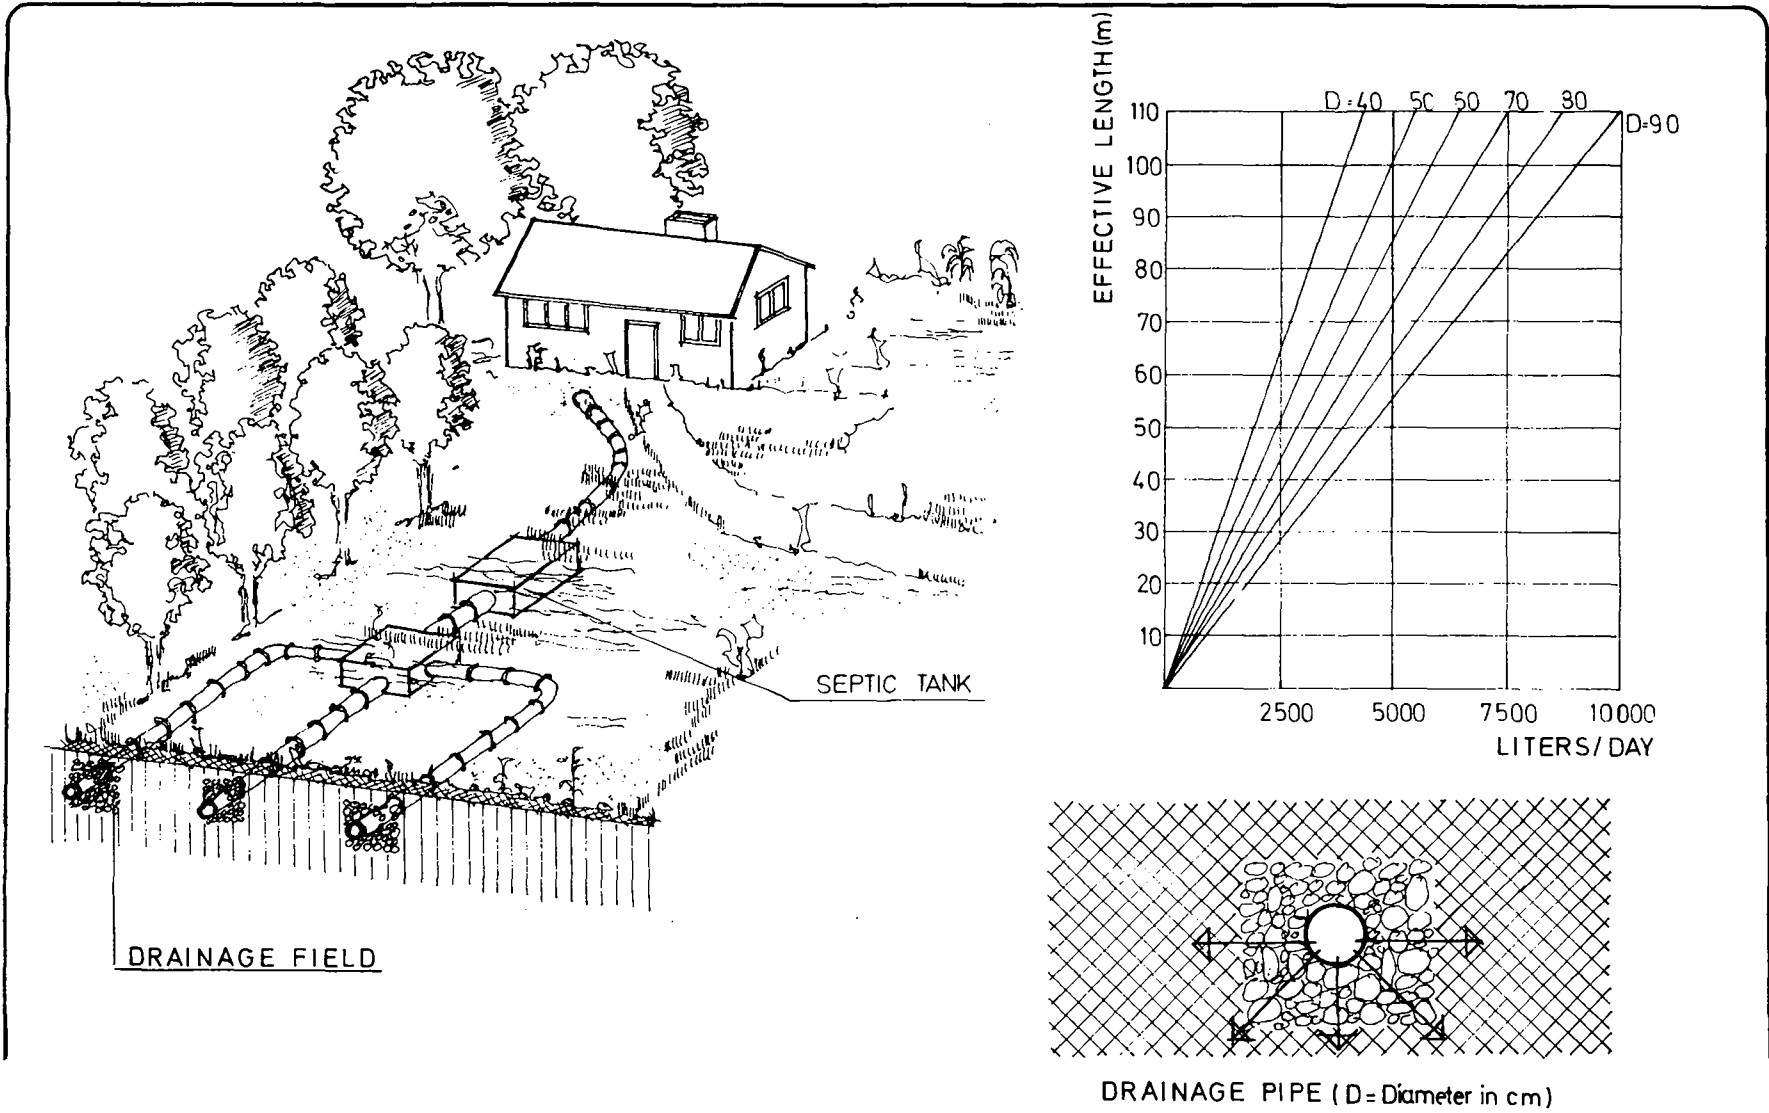 SEPTIC TANK
DRAINAGE FIELD
EFFECTIVE LENGTH (m)
D=40 50 60 70 80
D=90
110
100
90
80
70
60
50
40
30
20
10
2500 5000 7500 10000
LITERS/DAY
DRAINAGE PIPE (D=Diameter in cm)